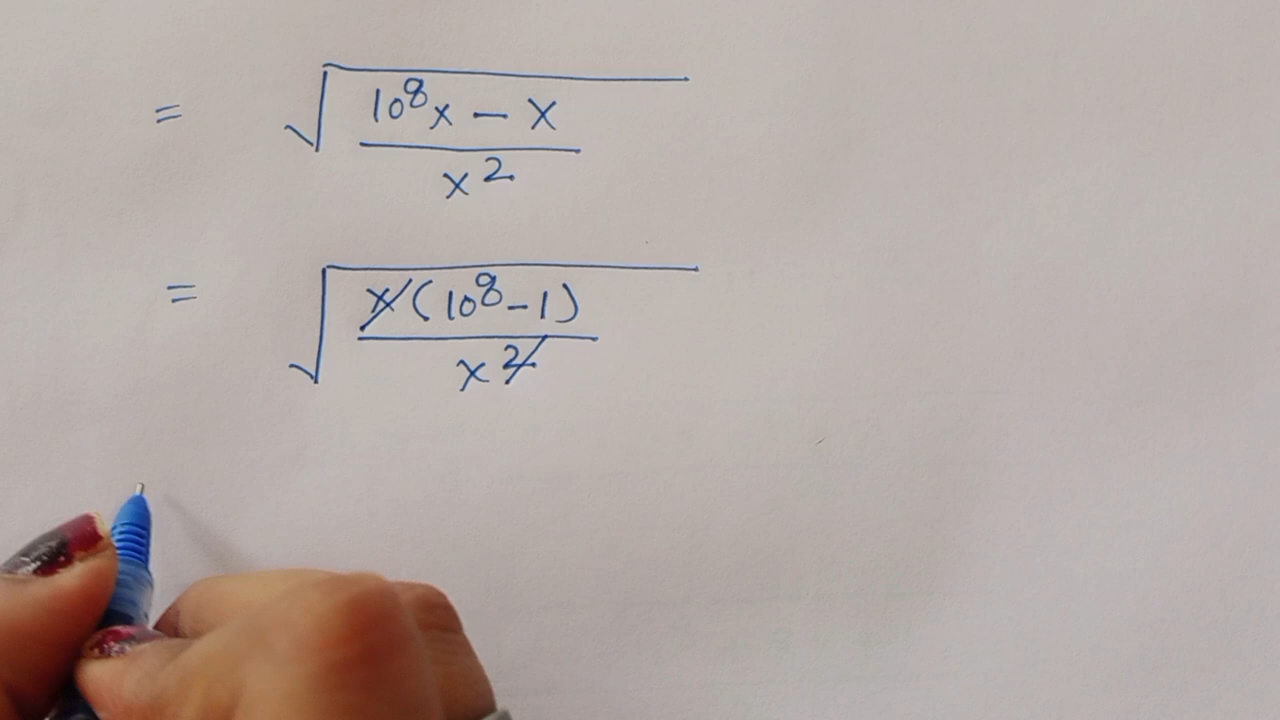 = √((10⁸x − x)/x²)
= √(x(10⁸−1)/x²)